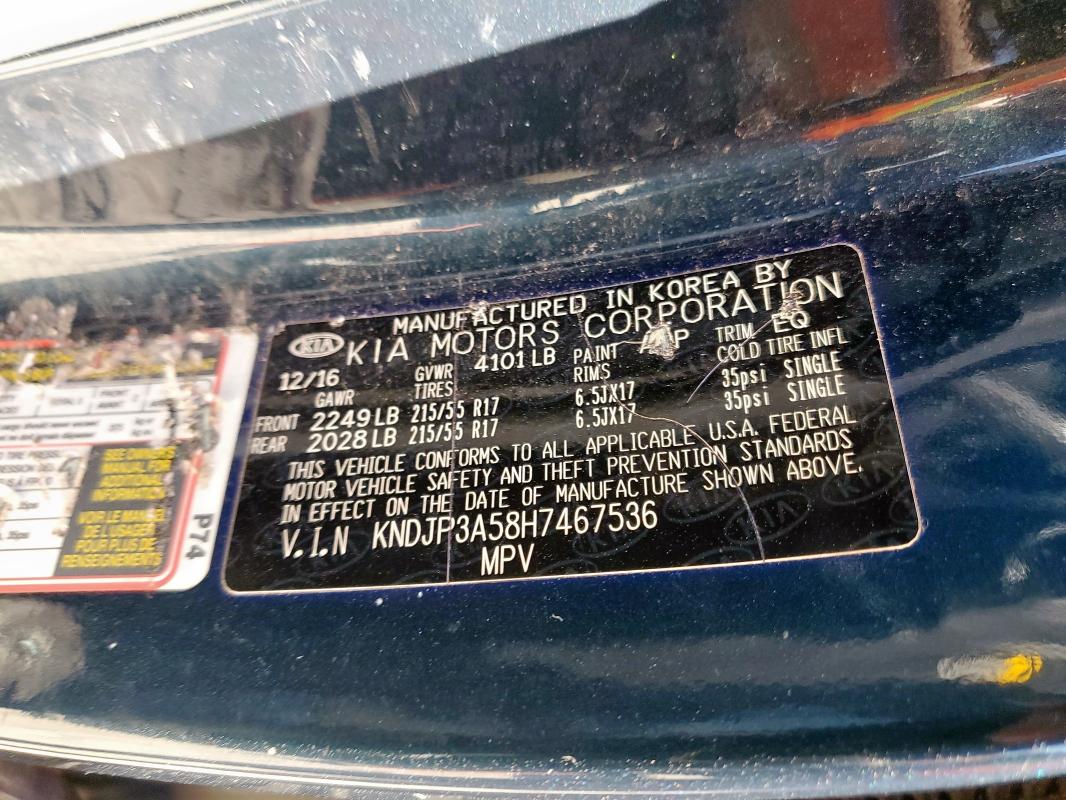 MANUFACTURED IN KOREA BY
KIA KIA MOTORS CORPORATION
12/16 GVWR 4101 LB PAINT TRIM EQ
GAWR TIRES RIMS COLD TIRE INFL
FRONT 2249 LB 215/55 R17 6.5JX17 35psi SINGLE
REAR 2028 LB 215/55 R17 6.5JX17 35psi SINGLE
THIS VEHICLE CONFORMS TO ALL APPLICABLE U.S.A. FEDERAL
MOTOR VEHICLE SAFETY AND THEFT PREVENTION STANDARDS
IN EFFECT ON THE DATE OF MANUFACTURE SHOWN ABOVE.
V.I.N KNDJP3A58H7467536
MPV
SEE OWNERS
MANUAL FOR
ADDITIONAL
INFORMATION
VOIR LE MANUEL
DE L'USAGER
POUR PLUS DE
RENSEIGNEMENTS
P74